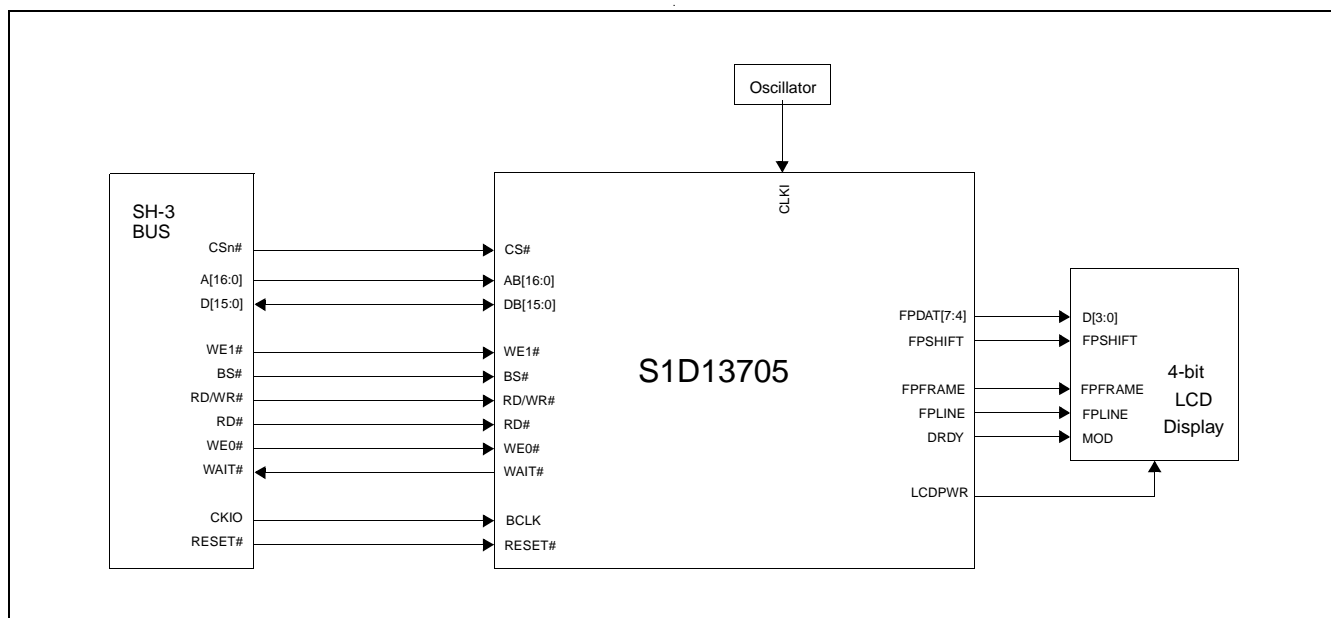 Oscillator
CLKI
SH-3
BUS
CSn#
A[16:0]
D[15:0]
WE1#
BS#
RD/WR#
RD#
WE0#
WAIT#
CKIO
RESET#
CS#
AB[16:0]
DB[15:0]
WE1#
BS#
RD/WR#
RD#
WE0#
WAIT#
BCLK
RESET#
S1D13705
FPDAT[7:4]
FPSHIFT
FPFRAME
FPLINE
DRDY
LCDPWR
D[3:0]
FPSHIFT
FPFRAME
FPLINE
MOD
4-bit
LCD
Display